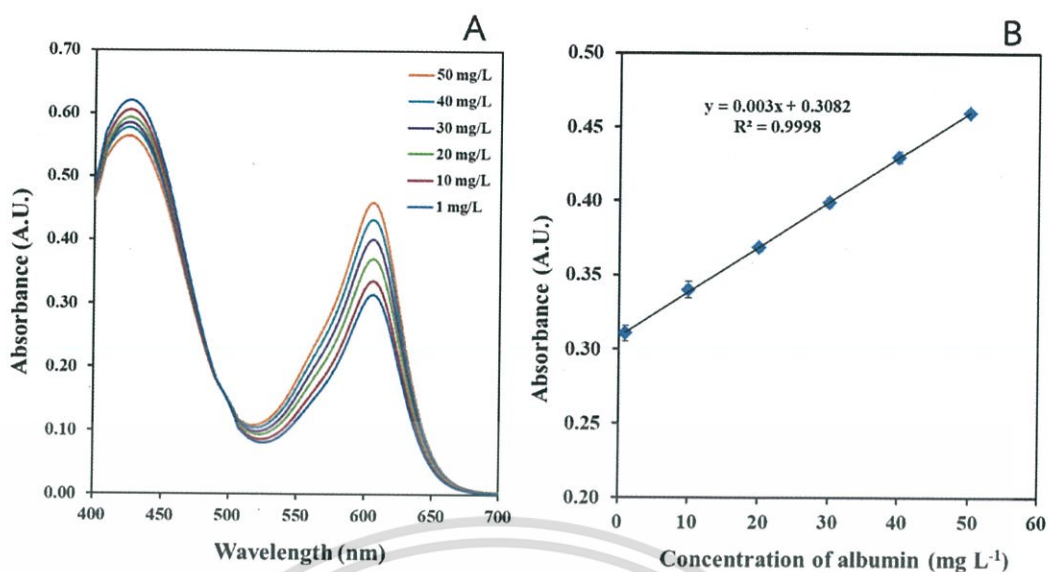 A
0.70
0.60
0.50
0.40
0.30
0.20
0.10
0.00
400
450
500
550
600
650
700
Absorbance (A.U.)
Wavelength (nm)
50 mg/L
40 mg/L
30 mg/L
20 mg/L
10 mg/L
1 mg/L
B
0.50
0.45
0.40
0.35
0.30
0.25
0.20
0
10
20
30
40
50
60
Absorbance (A.U.)
Concentration of albumin (mg L⁻¹)
y = 0.003x + 0.3082
R² = 0.9998